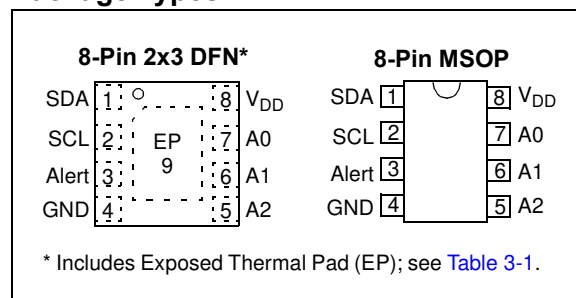 8-Pin 2x3 DFN*
SDA 1 8 VDD
SCL 2 EP 7 A0
Alert 3 9 6 A1
GND 4 5 A2
8-Pin MSOP
SDA 1 8 VDD
SCL 2 7 A0
Alert 3 6 A1
GND 4 5 A2
* Includes Exposed Thermal Pad (EP); see Table 3-1.